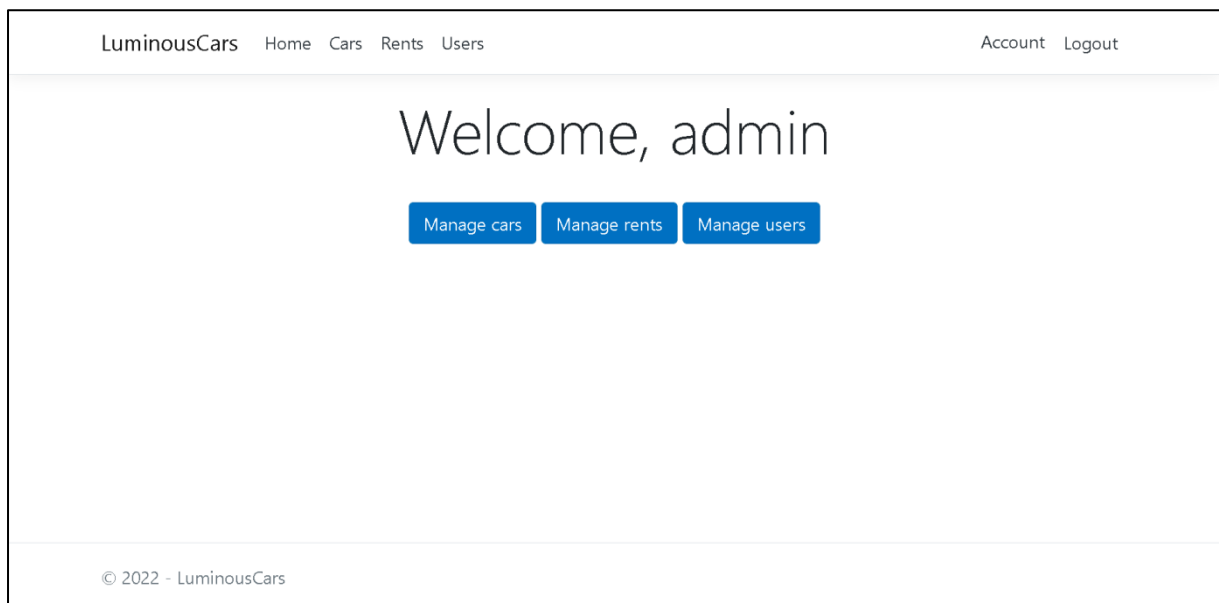 LuminousCars Home Cars Rents Users Account Logout
Welcome, admin
Manage cars Manage rents Manage users
© 2022 - LuminousCars